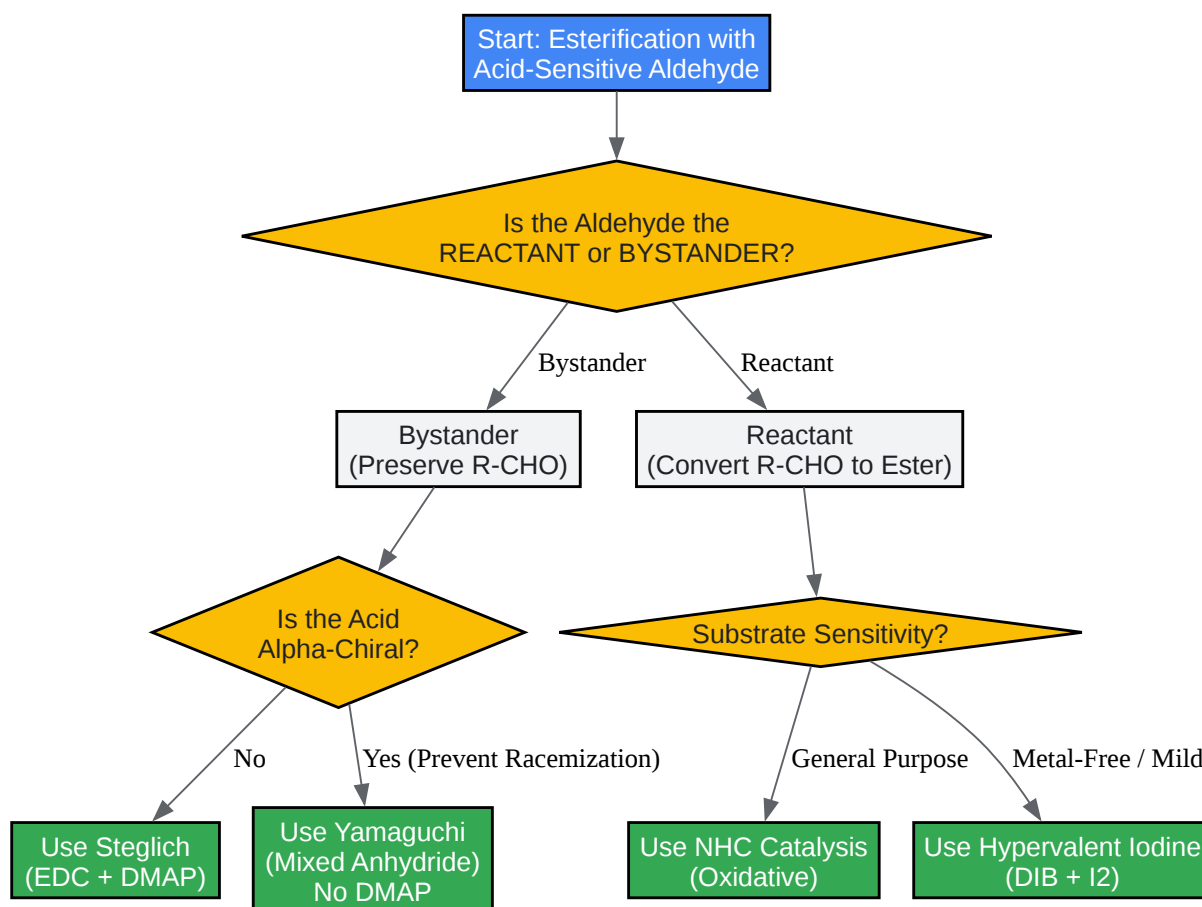 Start: Esterification with
Acid-Sensitive Aldehyde
Is the Aldehyde the
REACTANT or BYSTANDER?
Bystander
Reactant
Bystander
(Preserve R-CHO)
Reactant
(Convert R-CHO to Ester)
Is the Acid
Alpha-Chiral?
Substrate Sensitivity?
No
Yes (Prevent Racemization)
General Purpose
Metal-Free / Mild
Use Steglich
(EDC + DMAP)
Use Yamaguchi
(Mixed Anhydride)
No DMAP
Use NHC Catalysis
(Oxidative)
Use Hypervalent Iodine
(DIB + I2)